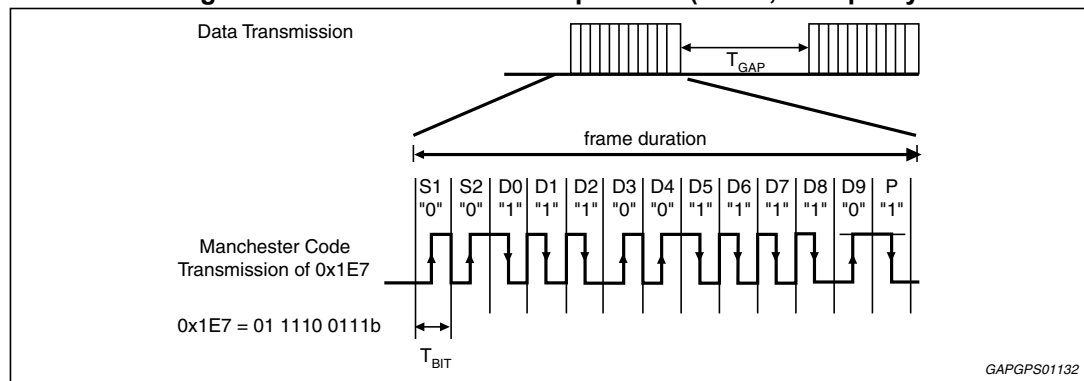 Data Transmission
TGAP
frame duration
S1 S2 D0 D1 D2 D3 D4 D5 D6 D7 D8 D9 P
"0" "0" "1" "1" "1" "0" "0" "1" "1" "1" "1" "0" "1"
Manchester Code
Transmission of 0x1E7
0x1E7 = 01 1110 0111b
TBIT
GAPGPS01132